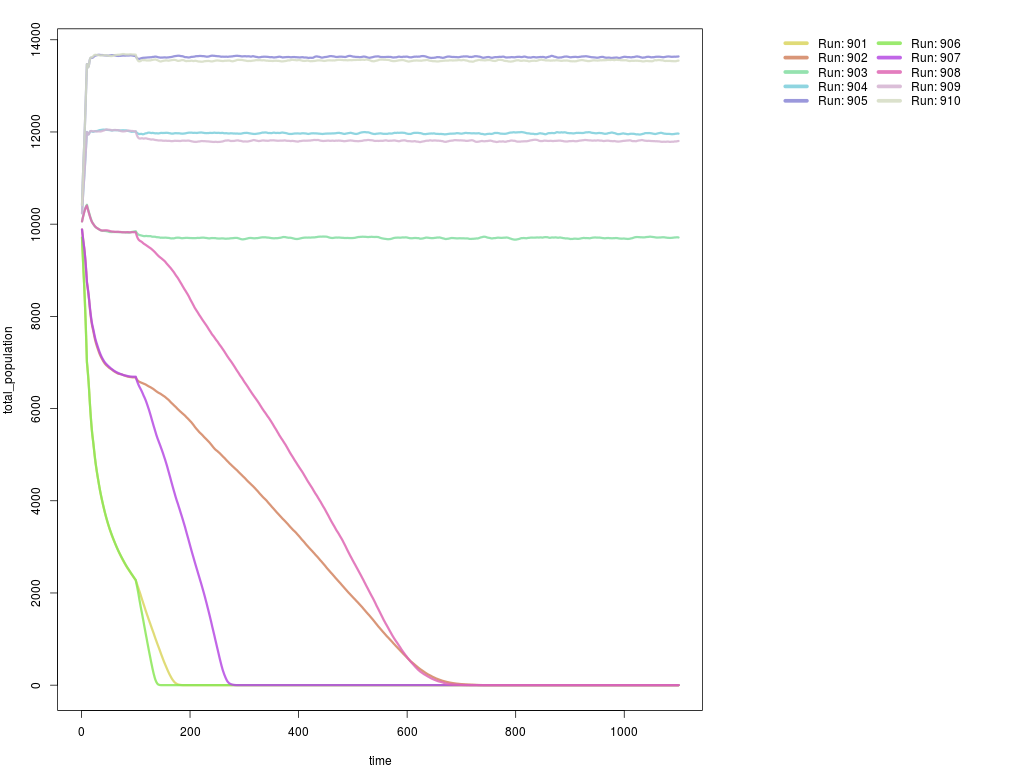 14000
12000
10000
8000
6000
4000
2000
0
total_population
0 200 400 600 800 1000
time
Run: 901 Run: 906
Run: 902 Run: 907
Run: 903 Run: 908
Run: 904 Run: 909
Run: 905 Run: 910